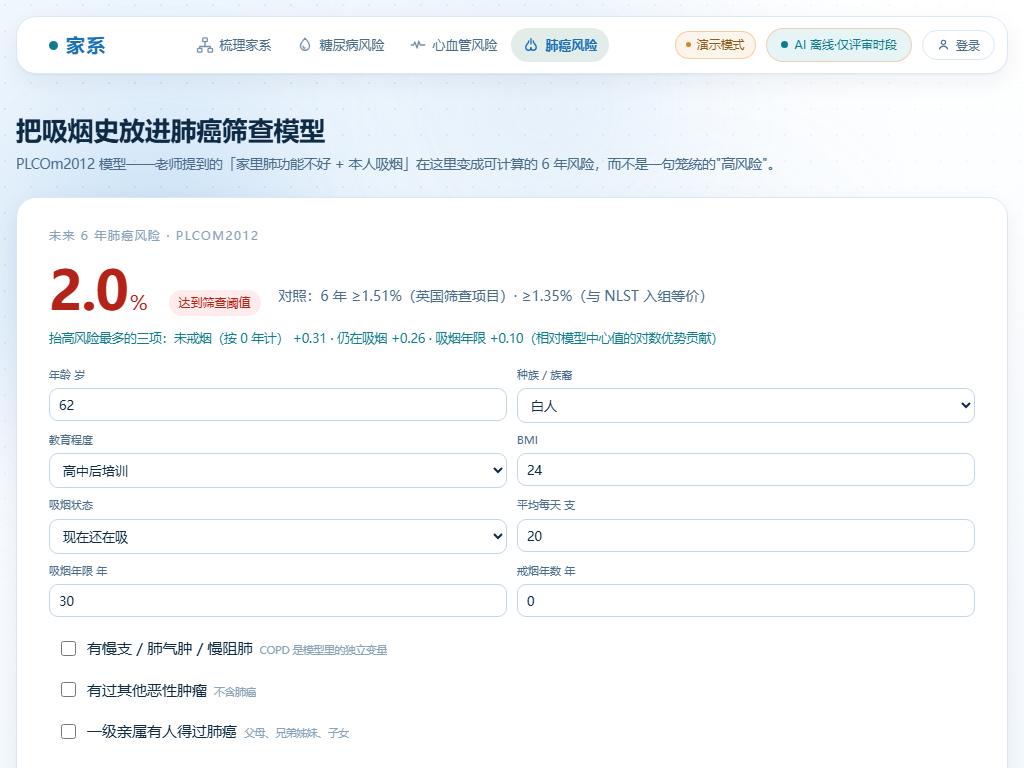 家系
梳理家系
糖尿病风险
心血管风险
肺癌风险
演示模式
AI 离线·仅评审时段
登录
把吸烟史放进肺癌筛查模型
PLCOm2012 模型——老师提到的「家里肺功能不好 + 本人吸烟」在这里变成可计算的 6 年风险，而不是一句笼统的"高风险"。
未来 6 年肺癌风险 · PLCOM2012
2.0% 达到筛查阈值 对照：6 年 ≥1.51%（英国筛查项目）· ≥1.35%（与 NLST 入组等价）
抬高风险最多的三项：未戒烟（按 0 年计） +0.31 · 仍在吸烟 +0.26 · 吸烟年限 +0.10（相对模型中心值的对数优势贡献）
年龄 岁
62
种族 / 族裔
白人
教育程度
高中后培训
BMI
24
吸烟状态
现在还在吸
平均每天 支
20
吸烟年限 年
30
戒烟年数 年
0
有慢支 / 肺气肿 / 慢阻肺 COPD 是模型里的独立变量
有过其他恶性肿瘤 不含肺癌
一级亲属有人得过肺癌 父母、兄弟姊妹、子女